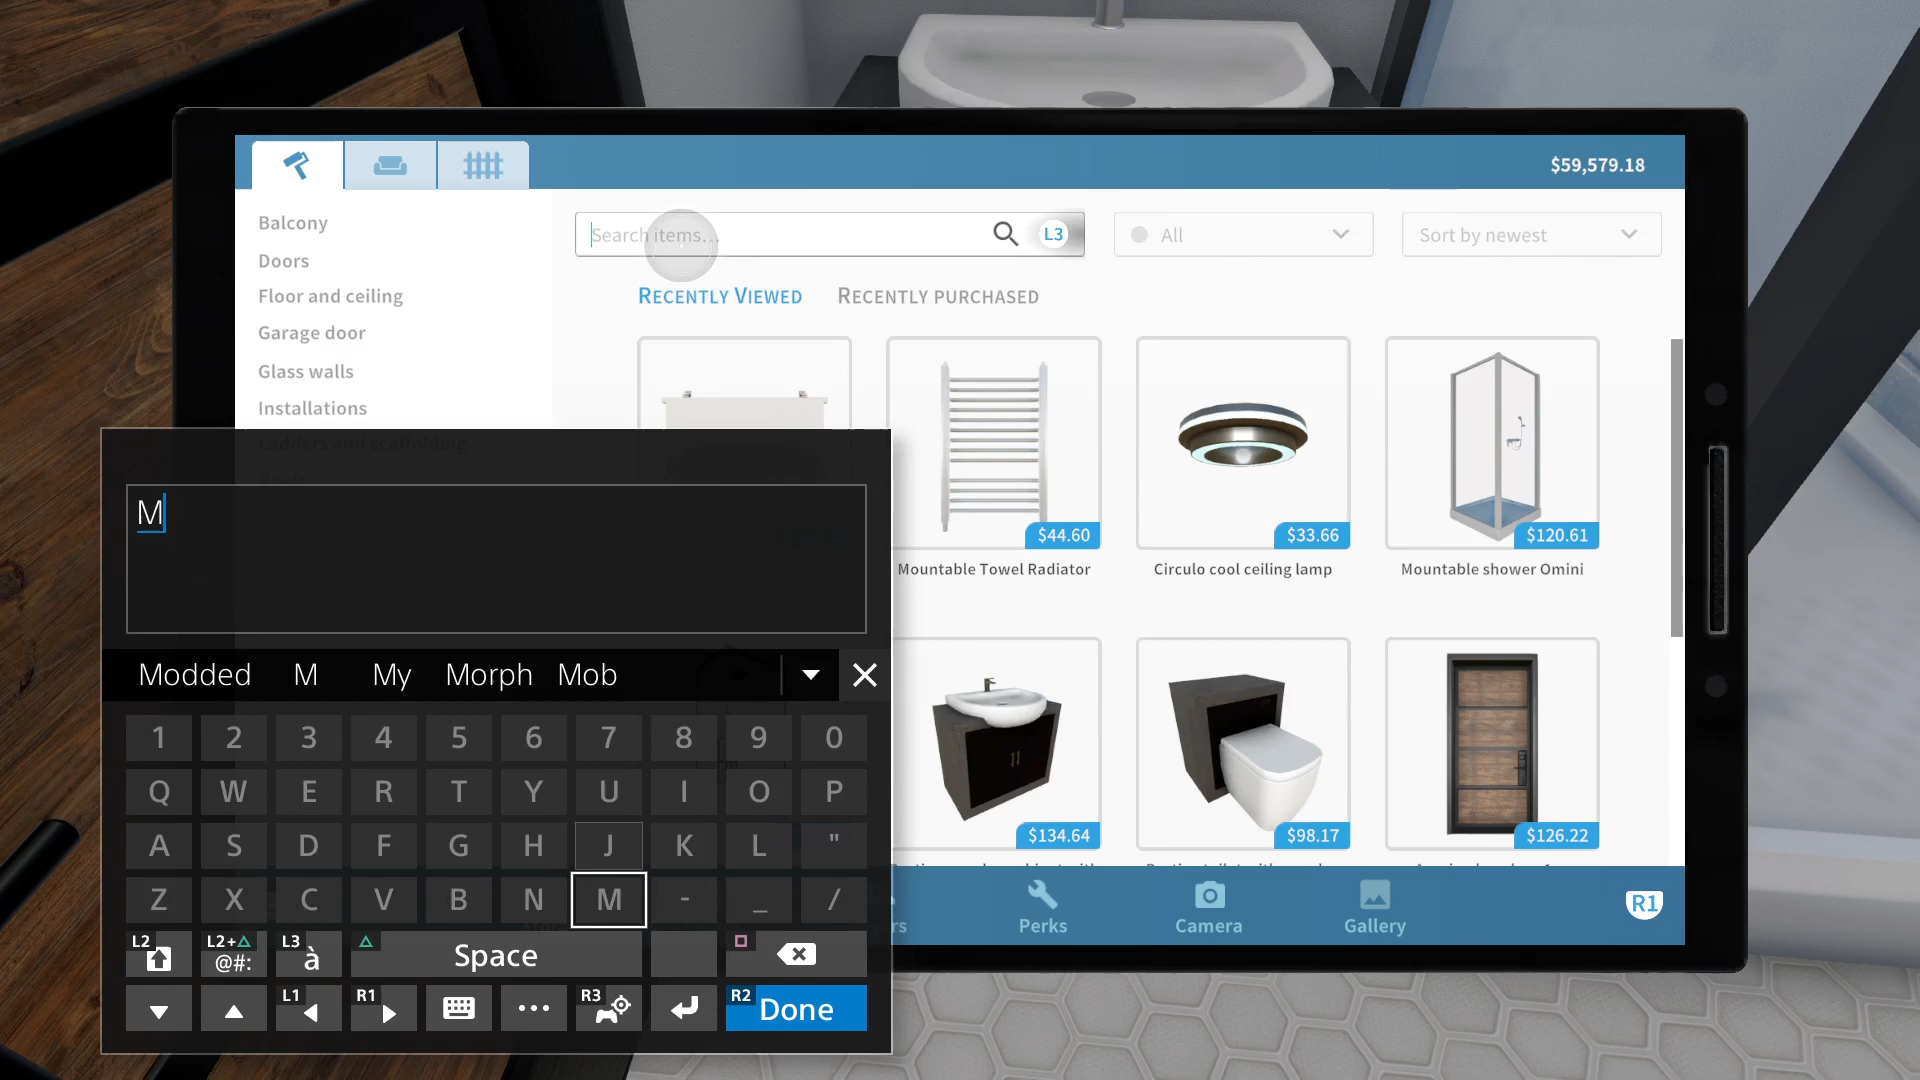 $59,579.18
Balcony
Doors
Floor and ceiling
Garage door
Glass walls
Installations
Ladders and scaffolding
Search items...
L3
All
Sort by newest
RECENTLY VIEWED
RECENTLY PURCHASED
$44.60
Mountable Towel Radiator
$33.66
Circulo cool ceiling lamp
$120.61
Mountable shower Omini
$134.64
$98.17
$126.22
Perks
Camera
Gallery
R1
M
Modded M My Morph Mob
1 2 3 4 5 6 7 8 9 0
Q W E R T Y U I O P
A S D F G H J K L "
Z X C V B N M - _ /
L2 L2+△ @#: L3 à △ Space
L1 R1 ... R3 R2 Done